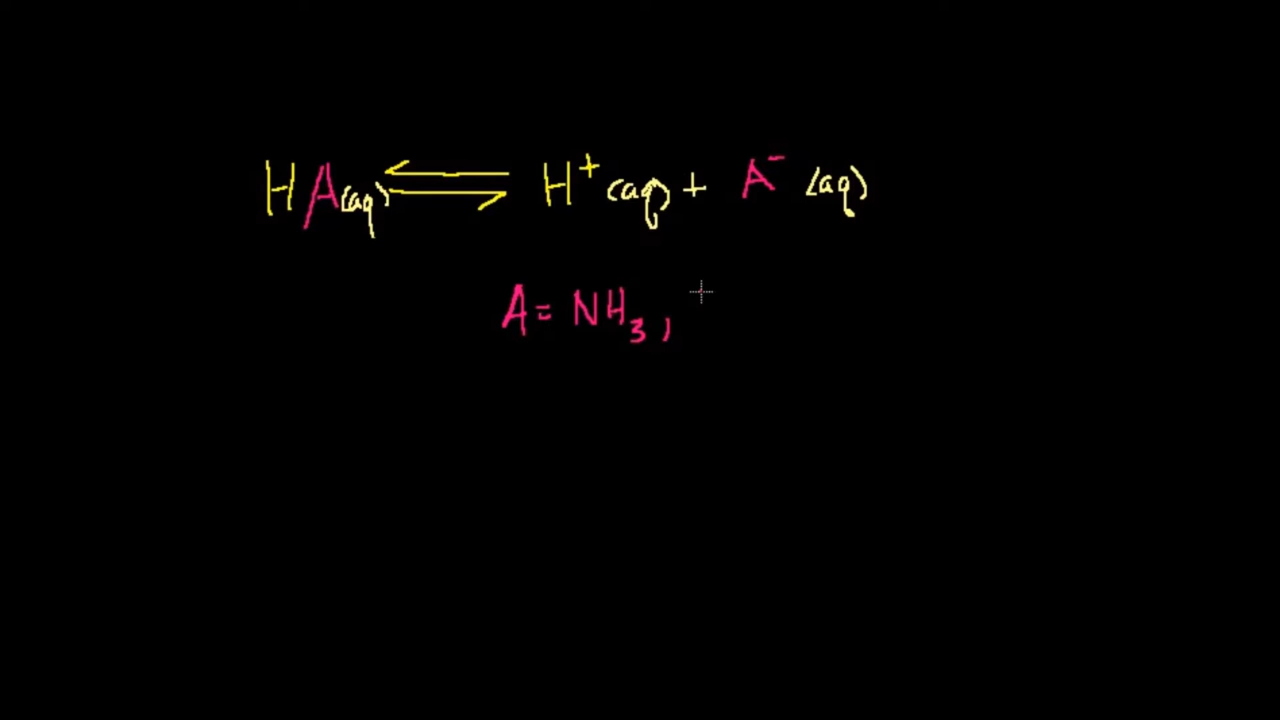 HA(aq) ⇌ H⁺(aq) + A⁻(aq)
A = NH₃,